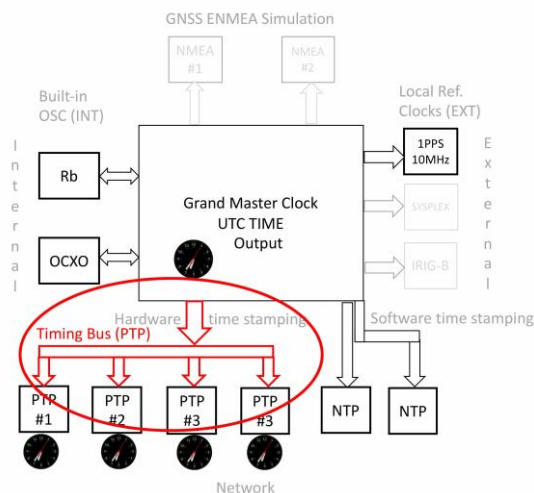 GNSS ENMEA Simulation
NMEA
#1
NMEA
#2
Built-in
OSC (INT)
Local Ref.
Clocks (EXT)
Internal
External
Rb
OCXO
Grand Master Clock
UTC TIME
Output
1PPS
10MHz
SYSPLEX
IRIG-B
Hardware time stamping
Software time stamping
Timing Bus (PTP)
PTP
#1
PTP
#2
PTP
#3
PTP
#3
NTP
NTP
Network